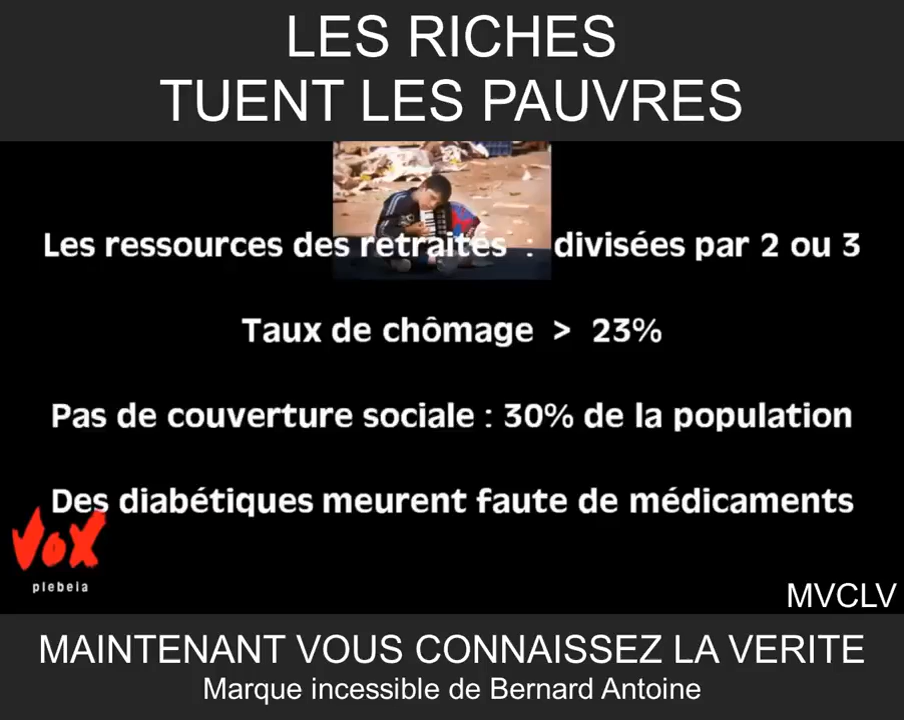 LES RICHES
TUENT LES PAUVRES
Les ressources des retraités : divisées par 2 ou 3
Taux de chômage > 23%
Pas de couverture sociale : 30% de la population
Des diabétiques meurent faute de médicaments
VoX
plebeia
MVCLV
MAINTENANT VOUS CONNAISSEZ LA VERITE
Marque incessible de Bernard Antoine